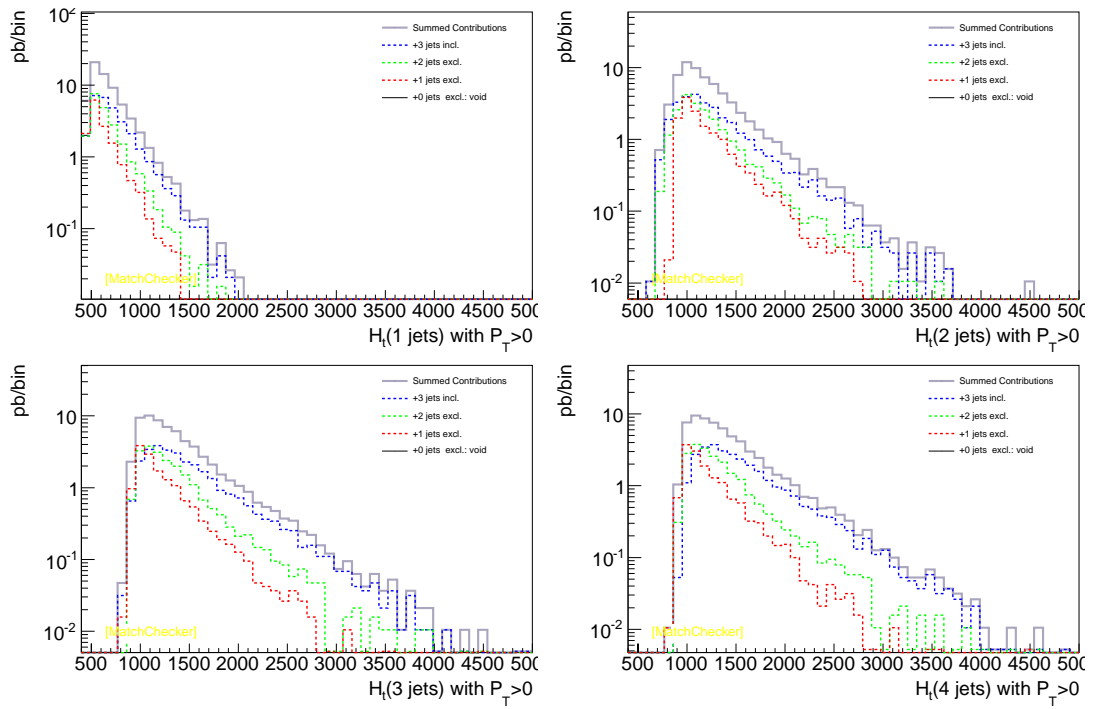 pb/bin
10²
10
1
10⁻¹
Summed Contributions
+3 jets incl.
+2 jets excl.
+1 jets excl.
+0 jets excl.: void
[MatchChecker]
500 1000 1500 2000 2500 3000 3500 4000 4500 500
H_t(1 jets) with P_T>0
pb/bin
10
1
10⁻¹
10⁻²
Summed Contributions
+3 jets incl.
+2 jets excl.
+1 jets excl.
+0 jets excl.: void
[MatchChecker]
500 1000 1500 2000 2500 3000 3500 4000 4500 500
H_t(2 jets) with P_T>0
pb/bin
10
1
10⁻¹
10⁻²
Summed Contributions
+3 jets incl.
+2 jets excl.
+1 jets excl.
+0 jets excl.: void
[MatchChecker]
500 1000 1500 2000 2500 3000 3500 4000 4500 500
H_t(3 jets) with P_T>0
pb/bin
10
1
10⁻¹
10⁻²
Summed Contributions
+3 jets incl.
+2 jets excl.
+1 jets excl.
+0 jets excl.: void
[MatchChecker]
500 1000 1500 2000 2500 3000 3500 4000 4500 500
H_t(4 jets) with P_T>0